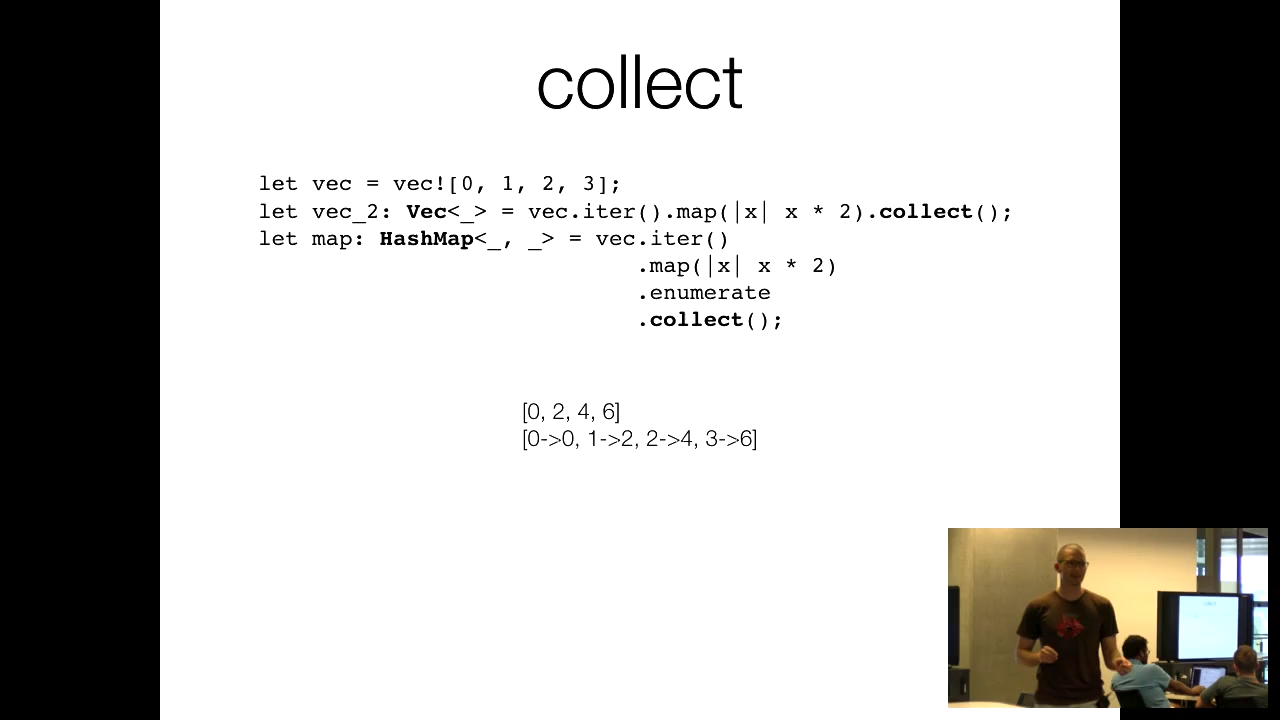 collect
let vec = vec![0, 1, 2, 3];
let vec_2: Vec<_> = vec.iter().map(|x| x * 2).collect();
let map: HashMap<_, _> = vec.iter()
.map(|x| x * 2)
.enumerate
.collect();
[0, 2, 4, 6]
[0->0, 1->2, 2->4, 3->6]